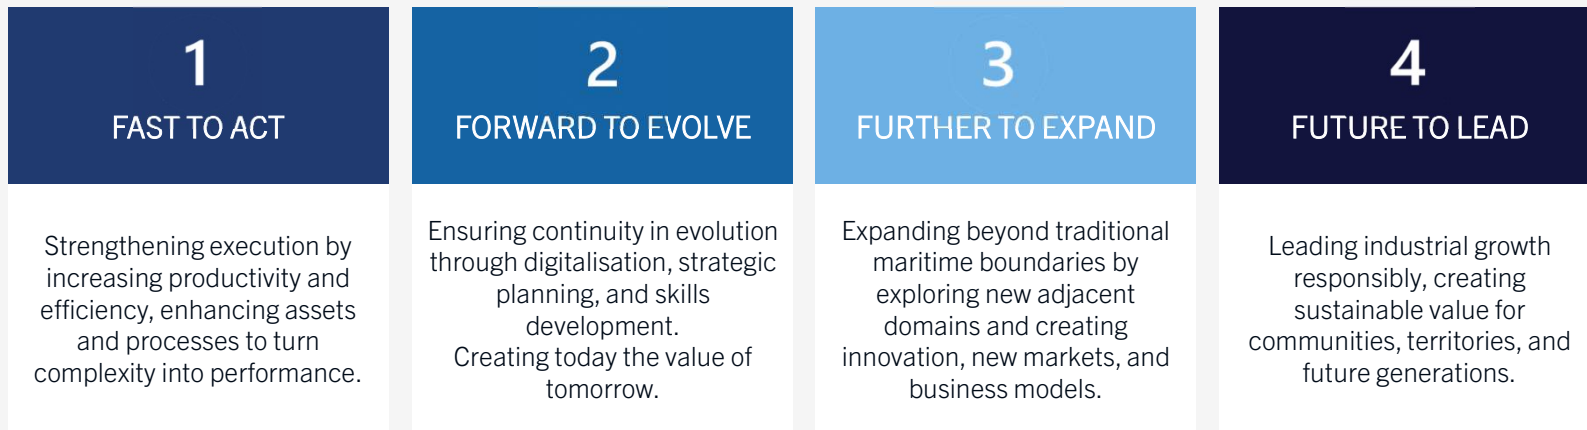 1
FAST TO ACT
Strengthening execution by
increasing productivity and
efficiency, enhancing assets
and processes to turn
complexity into performance.
2
FORWARD TO EVOLVE
Ensuring continuity in evolution
through digitalisation, strategic
planning, and skills
development.
Creating today the value of
tomorrow.
3
FURTHER TO EXPAND
Expanding beyond traditional
maritime boundaries by
exploring new adjacent
domains and creating
innovation, new markets, and
business models.
4
FUTURE TO LEAD
Leading industrial growth
responsibly, creating
sustainable value for
communities, territories, and
future generations.